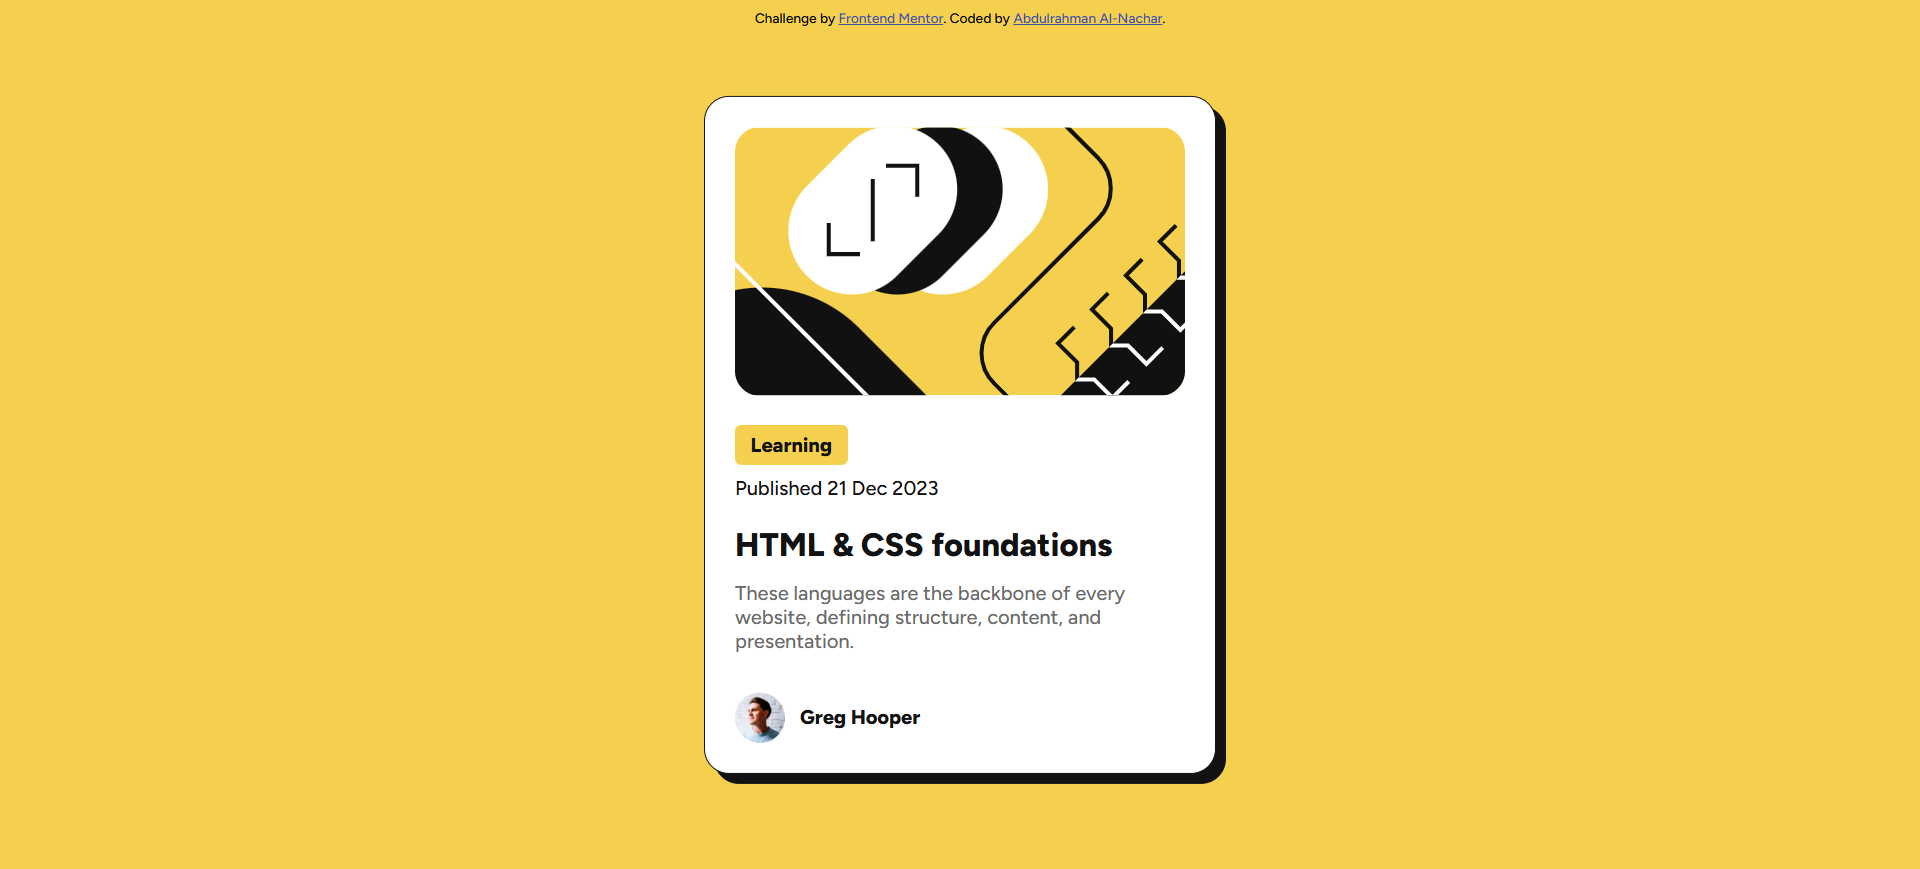 Challenge by Frontend Mentor. Coded by Abdulrahman Al-Nachar.
Learning
Published 21 Dec 2023
HTML & CSS foundations
These languages are the backbone of every
website, defining structure, content, and
presentation.
Greg Hooper